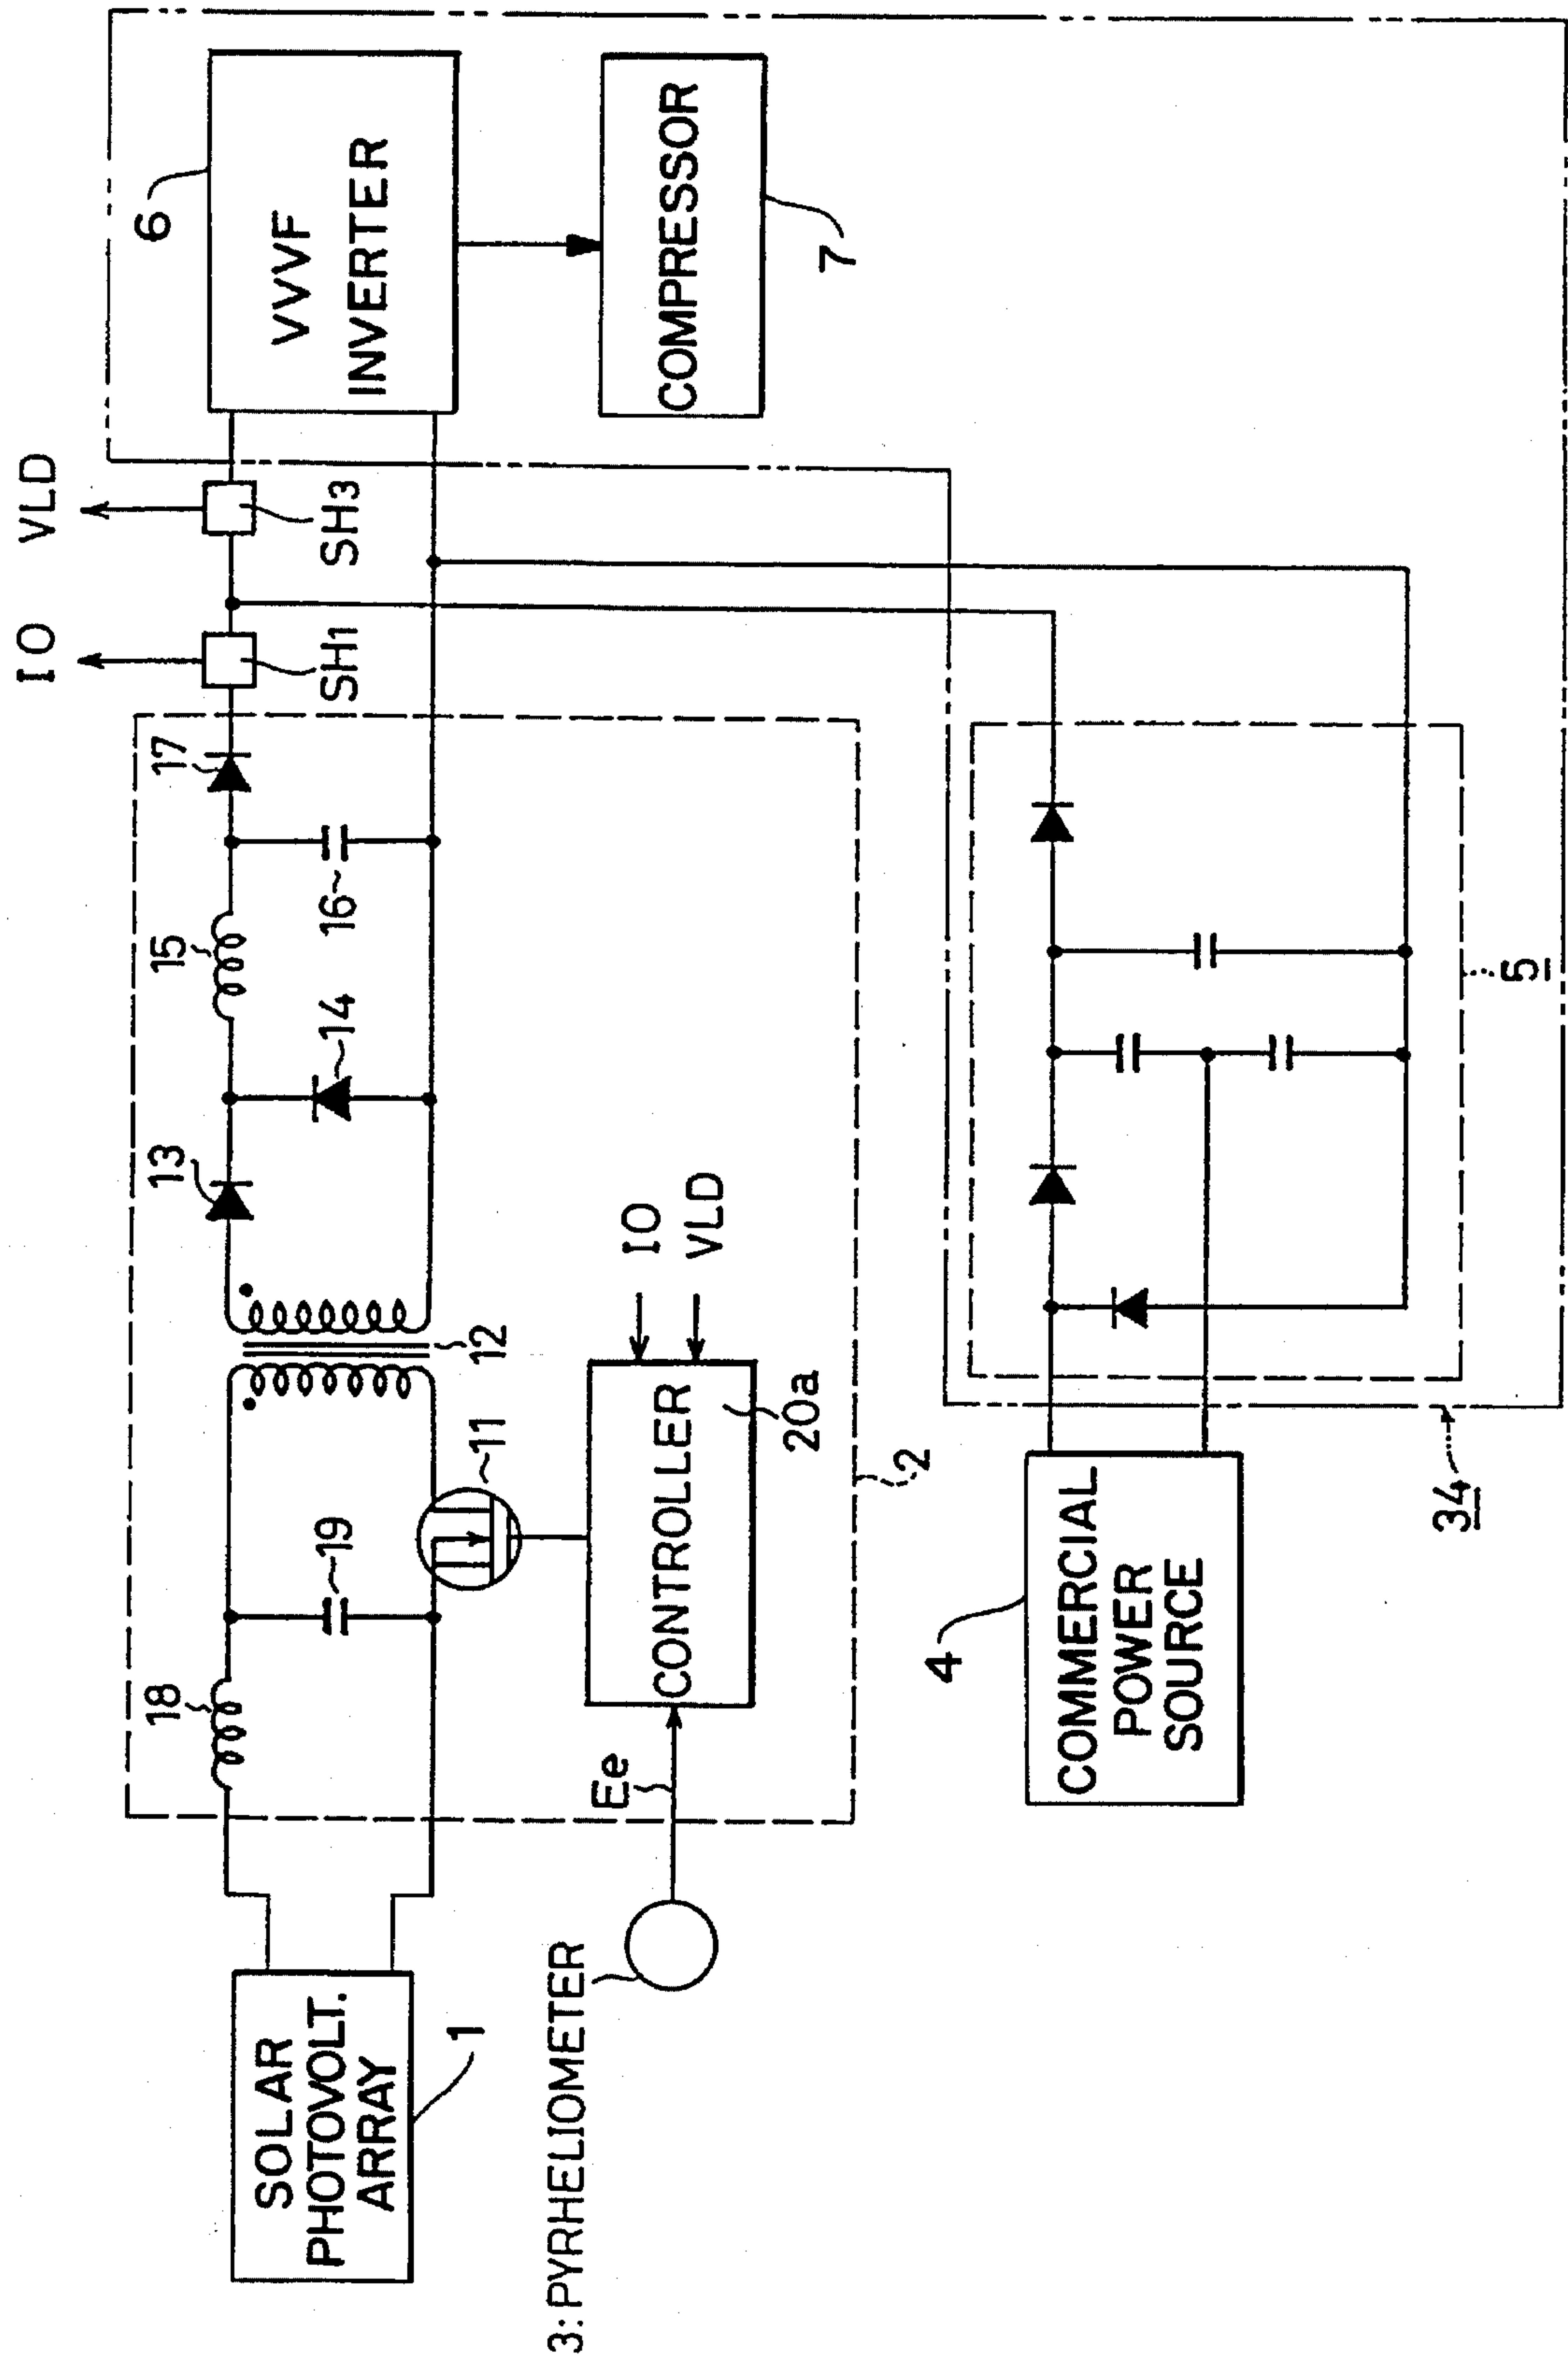 IO
VLD
SH1
SH3
18
19
11
12
13
14
15
16
17
6
VVVF
INVERTER
COMPRESSOR
7
SOLAR
PHOTOVOLT.
ARRAY
1
3: PYRHELIOMETER
Ee
CONTROLLER
20a
IO
VLD
2
4
COMMERCIAL
POWER
SOURCE
34
5